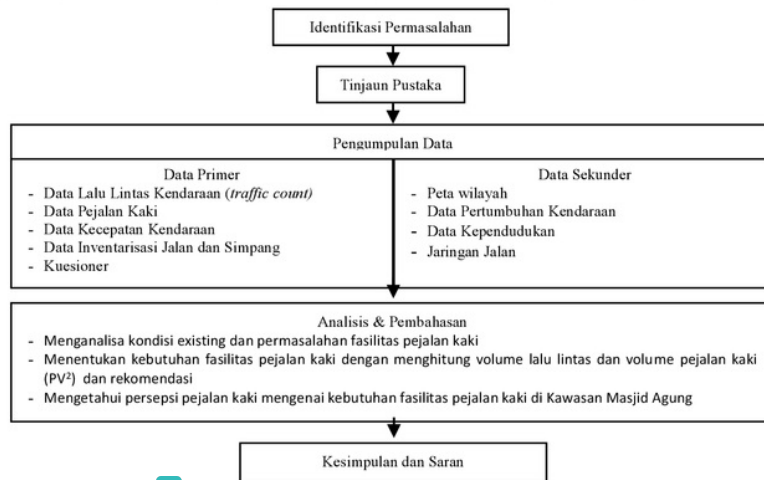 Identifikasi Permasalahan
Tinjaun Pustaka
Pengumpulan Data
Data Primer
- Data Lalu Lintas Kendaraan (traffic count)
- Data Pejalan Kaki
- Data Kecepatan Kendaraan
- Data Inventarisasi Jalan dan Simpang
- Kuesioner
Data Sekunder
- Peta wilayah
- Data Pertumbuhan Kendaraan
- Data Kependudukan
- Jaringan Jalan
Analisis & Pembahasan
- Menganalisa kondisi existing dan permasalahan fasilitas pejalan kaki
- Menentukan kebutuhan fasilitas pejalan kaki dengan menghitung volume lalu lintas dan volume pejalan kaki
(PV²) dan rekomendasi
- Mengetahui persepsi pejalan kaki mengenai kebutuhan fasilitas pejalan kaki di Kawasan Masjid Agung
Kesimpulan dan Saran